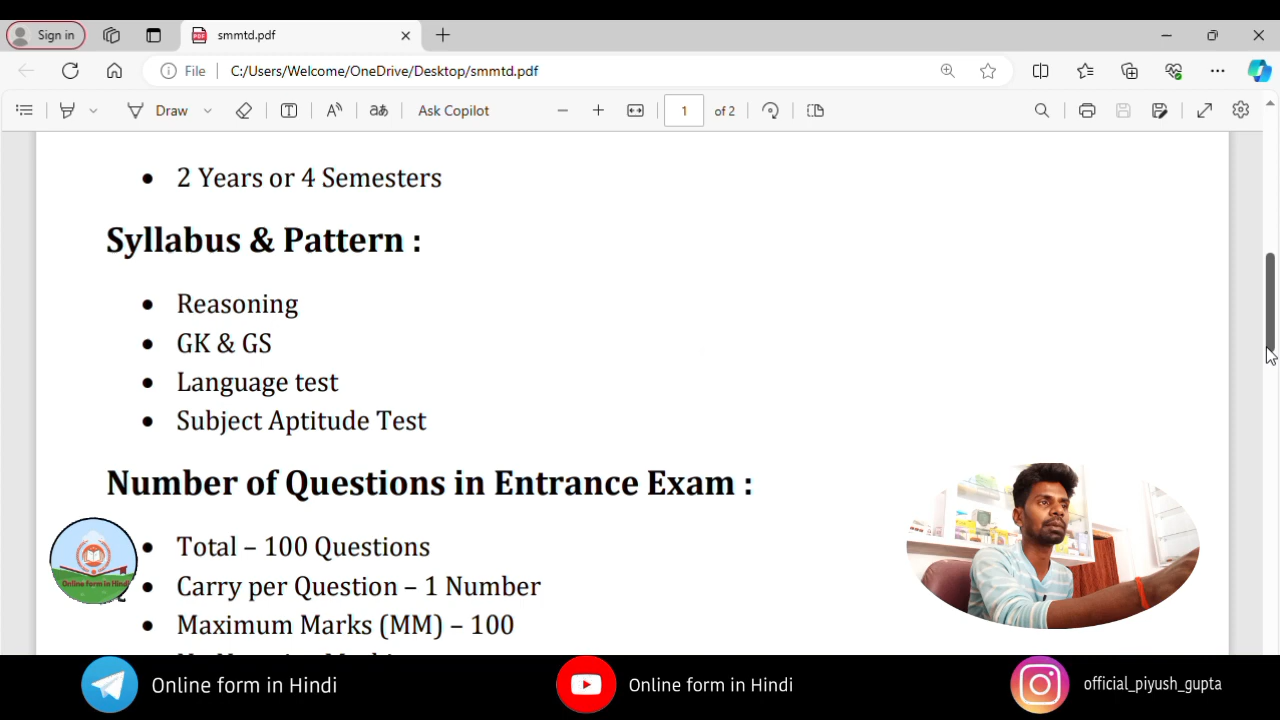 Sign in
smmtd.pdf
File
C:/Users/Welcome/OneDrive/Desktop/smmtd.pdf
Draw
Ask Copilot
1
of 2
• 2 Years or 4 Semesters
Syllabus & Pattern :
• Reasoning
• GK & GS
• Language test
• Subject Aptitude Test
Number of Questions in Entrance Exam :
• Total – 100 Questions
• Carry per Question – 1 Number
• Maximum Marks (MM) – 100
Online form in Hindi
Online form in Hindi
Online form in Hindi
official_piyush_gupta